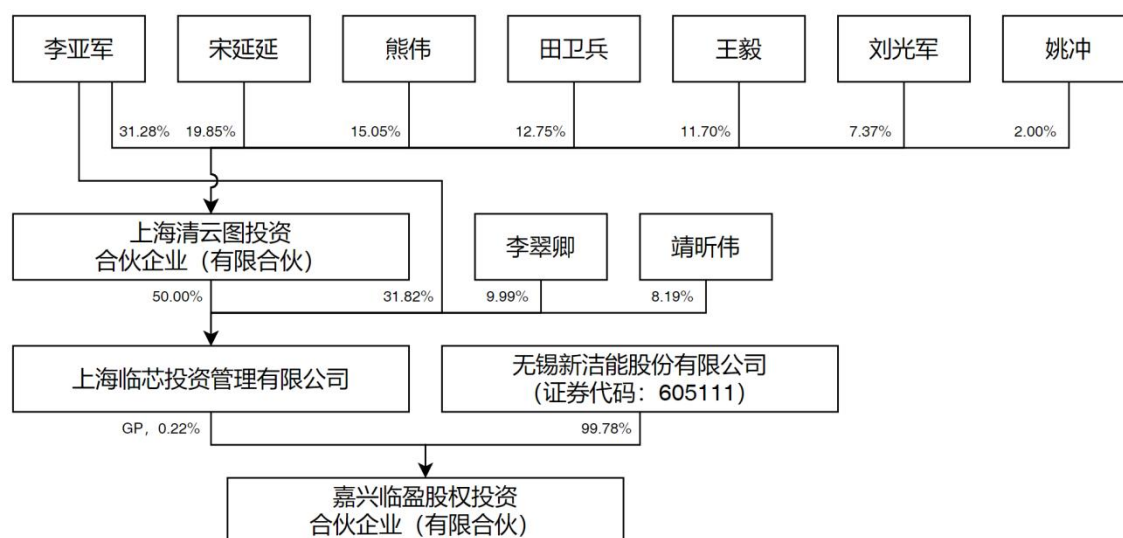 李亚军
宋延延
熊伟
田卫兵
王毅
刘光军
姚冲
31.28%
19.85%
15.05%
12.75%
11.70%
7.37%
2.00%
上海清云图投资
合伙企业（有限合伙）
李翠卿
靖昕伟
50.00%
31.82%
9.99%
8.19%
上海临芯投资管理有限公司
无锡新洁能股份有限公司
（证券代码：605111）
GP，0.22%
99.78%
嘉兴临盈股权投资
合伙企业（有限合伙）